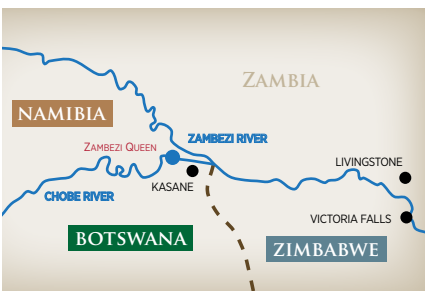 ZAMBIA
NAMIBIA
ZAMBEZI QUEEN
ZAMBEZI RIVER
LIVINGSTONE
KASANE
CHOBE RIVER
VICTORIA FALLS
BOTSWANA
ZIMBABWE